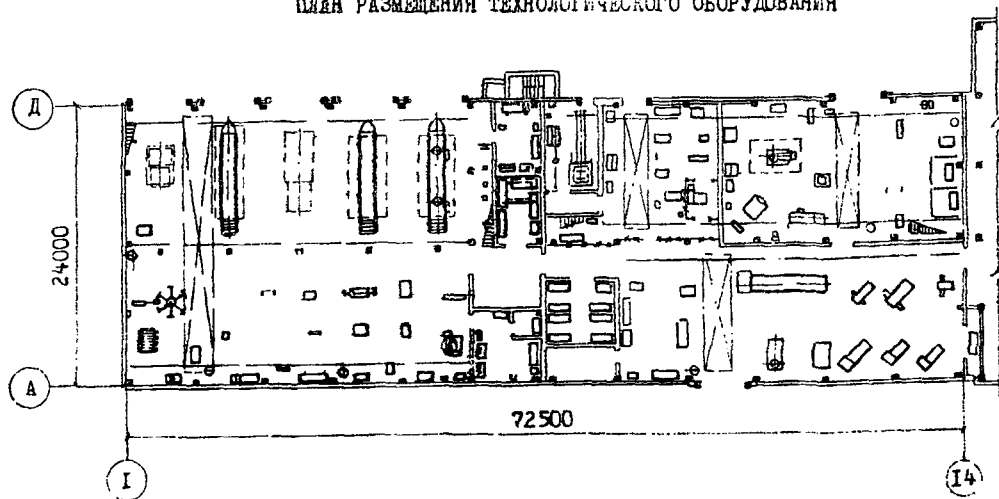 ПЛАН РАЗМЕЩЕНИЯ ТЕХНОЛОГИЧЕСКОГО ОБОРУДОВАНИЯ
Д
24000
А
72500
I
I4